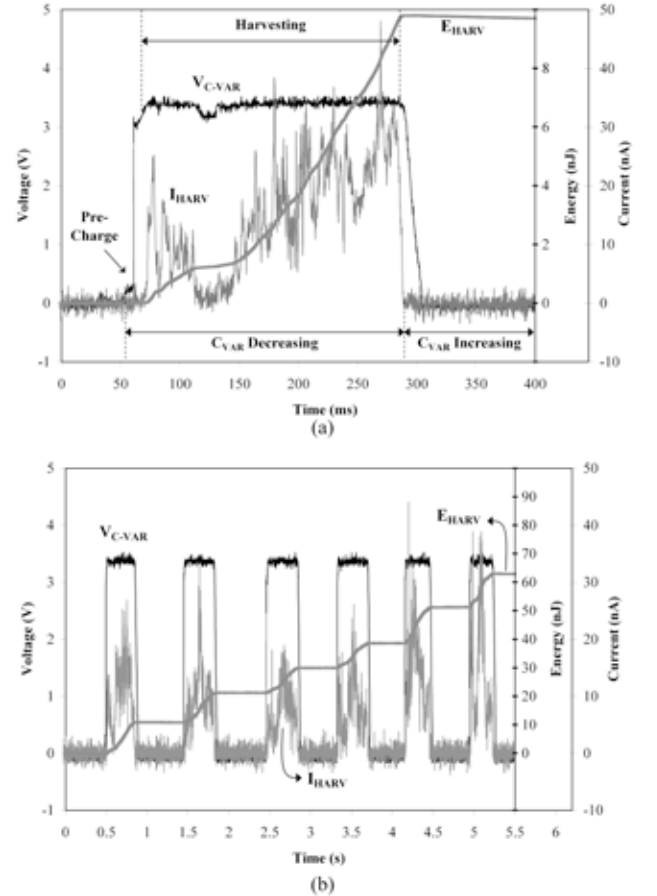 Harvesting
E_HARV
V_C-VAR
I_HARV
Pre-
Charge
C_VAR Decreasing
C_VAR Increasing
Voltage (V)
5
4
3
2
1
0
-1
Energy (nJ)
8
6
4
2
0
Current (nA)
50
40
30
20
10
0
-10
0 50 100 150 200 250 300 350 400
Time (ms)
(a)
V_C-VAR
E_HARV
I_HARV
Voltage (V)
5
4
3
2
1
0
-1
Energy (nJ)
90
80
70
60
50
40
30
20
10
0
Current (nA)
50
40
30
20
10
0
-10
0 0.5 1 1.5 2 2.5 3 3.5 4 4.5 5 5.5 6
Time (s)
(b)